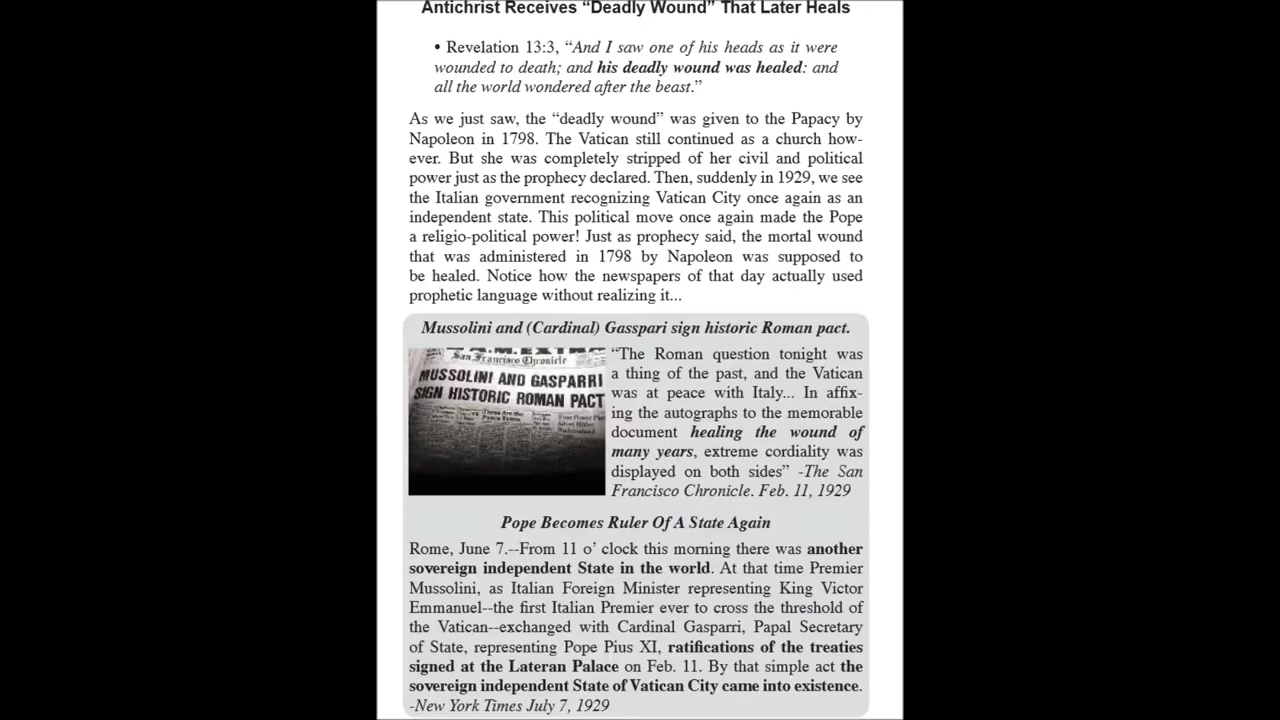 Antichrist Receives “Deadly Wound” That Later Heals
• Revelation 13:3, “And I saw one of his heads as it were
wounded to death; and his deadly wound was healed: and
all the world wondered after the beast.”
As we just saw, the “deadly wound” was given to the Papacy by
Napoleon in 1798. The Vatican still continued as a church how-
ever. But she was completely stripped of her civil and political
power just as the prophecy declared. Then, suddenly in 1929, we see
the Italian government recognizing Vatican City once again as an
independent state. This political move once again made the Pope
a religio-political power! Just as prophecy said, the mortal wound
that was administered in 1798 by Napoleon was supposed to
be healed. Notice how the newspapers of that day actually used
prophetic language without realizing it...
Mussolini and (Cardinal) Gasspari sign historic Roman pact.
San Francisco Chronicle
MUSSOLINI AND GASPARRI
SIGN HISTORIC ROMAN PACT
“The Roman question tonight was
a thing of the past, and the Vatican
was at peace with Italy... In affix-
ing the autographs to the memorable
document healing the wound of
many years, extreme cordiality was
displayed on both sides” -The San
Francisco Chronicle. Feb. 11, 1929
Pope Becomes Ruler Of A State Again
Rome, June 7.--From 11 o’ clock this morning there was another
sovereign independent State in the world. At that time Premier
Mussolini, as Italian Foreign Minister representing King Victor
Emmanuel--the first Italian Premier ever to cross the threshold of
the Vatican--exchanged with Cardinal Gasparri, Papal Secretary
of State, representing Pope Pius XI, ratifications of the treaties
signed at the Lateran Palace on Feb. 11. By that simple act the
sovereign independent State of Vatican City came into existence.
-New York Times July 7, 1929